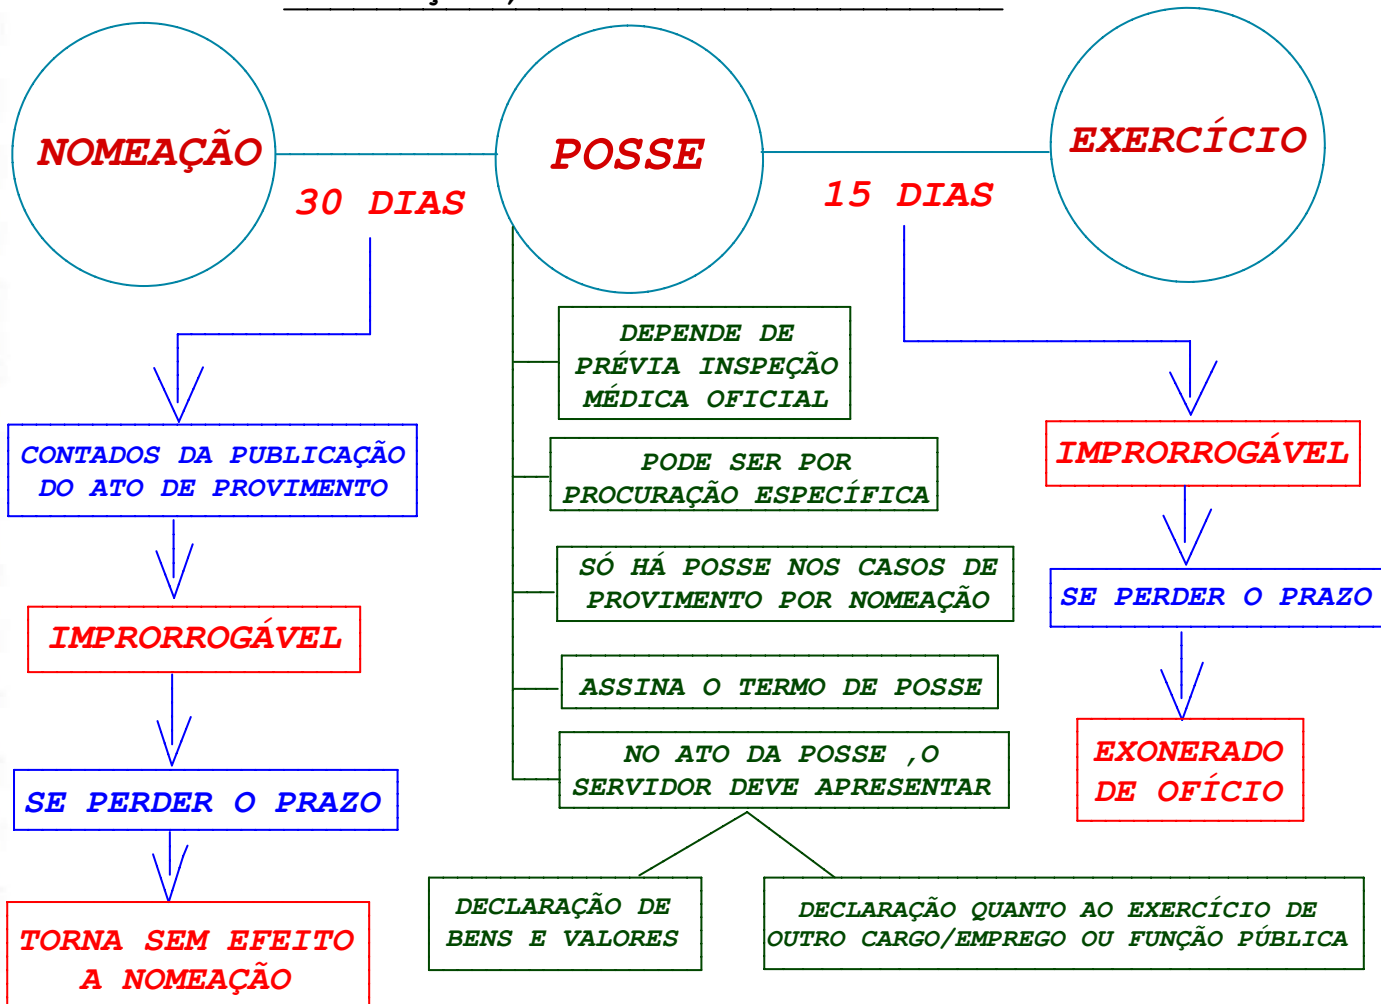 NOMEAÇÃO
30 DIAS
POSSE
15 DIAS
EXERCÍCIO
CONTADOS DA PUBLICAÇÃO
DO ATO DE PROVIMENTO
IMPRORROGÁVEL
SE PERDER O PRAZO
TORNA SEM EFEITO
A NOMEAÇÃO
DEPENDE DE
PRÉVIA INSPEÇÃO
MÉDICA OFICIAL
PODE SER POR
PROCURAÇÃO ESPECÍFICA
SÓ HÁ POSSE NOS CASOS DE
PROVIMENTO POR NOMEAÇÃO
ASSINA O TERMO DE POSSE
NO ATO DA POSSE ,O
SERVIDOR DEVE APRESENTAR
DECLARAÇÃO DE
BENS E VALORES
DECLARAÇÃO QUANTO AO EXERCÍCIO DE
OUTRO CARGO/EMPREGO OU FUNÇÃO PÚBLICA
IMPRORROGÁVEL
SE PERDER O PRAZO
EXONERADO
DE OFÍCIO